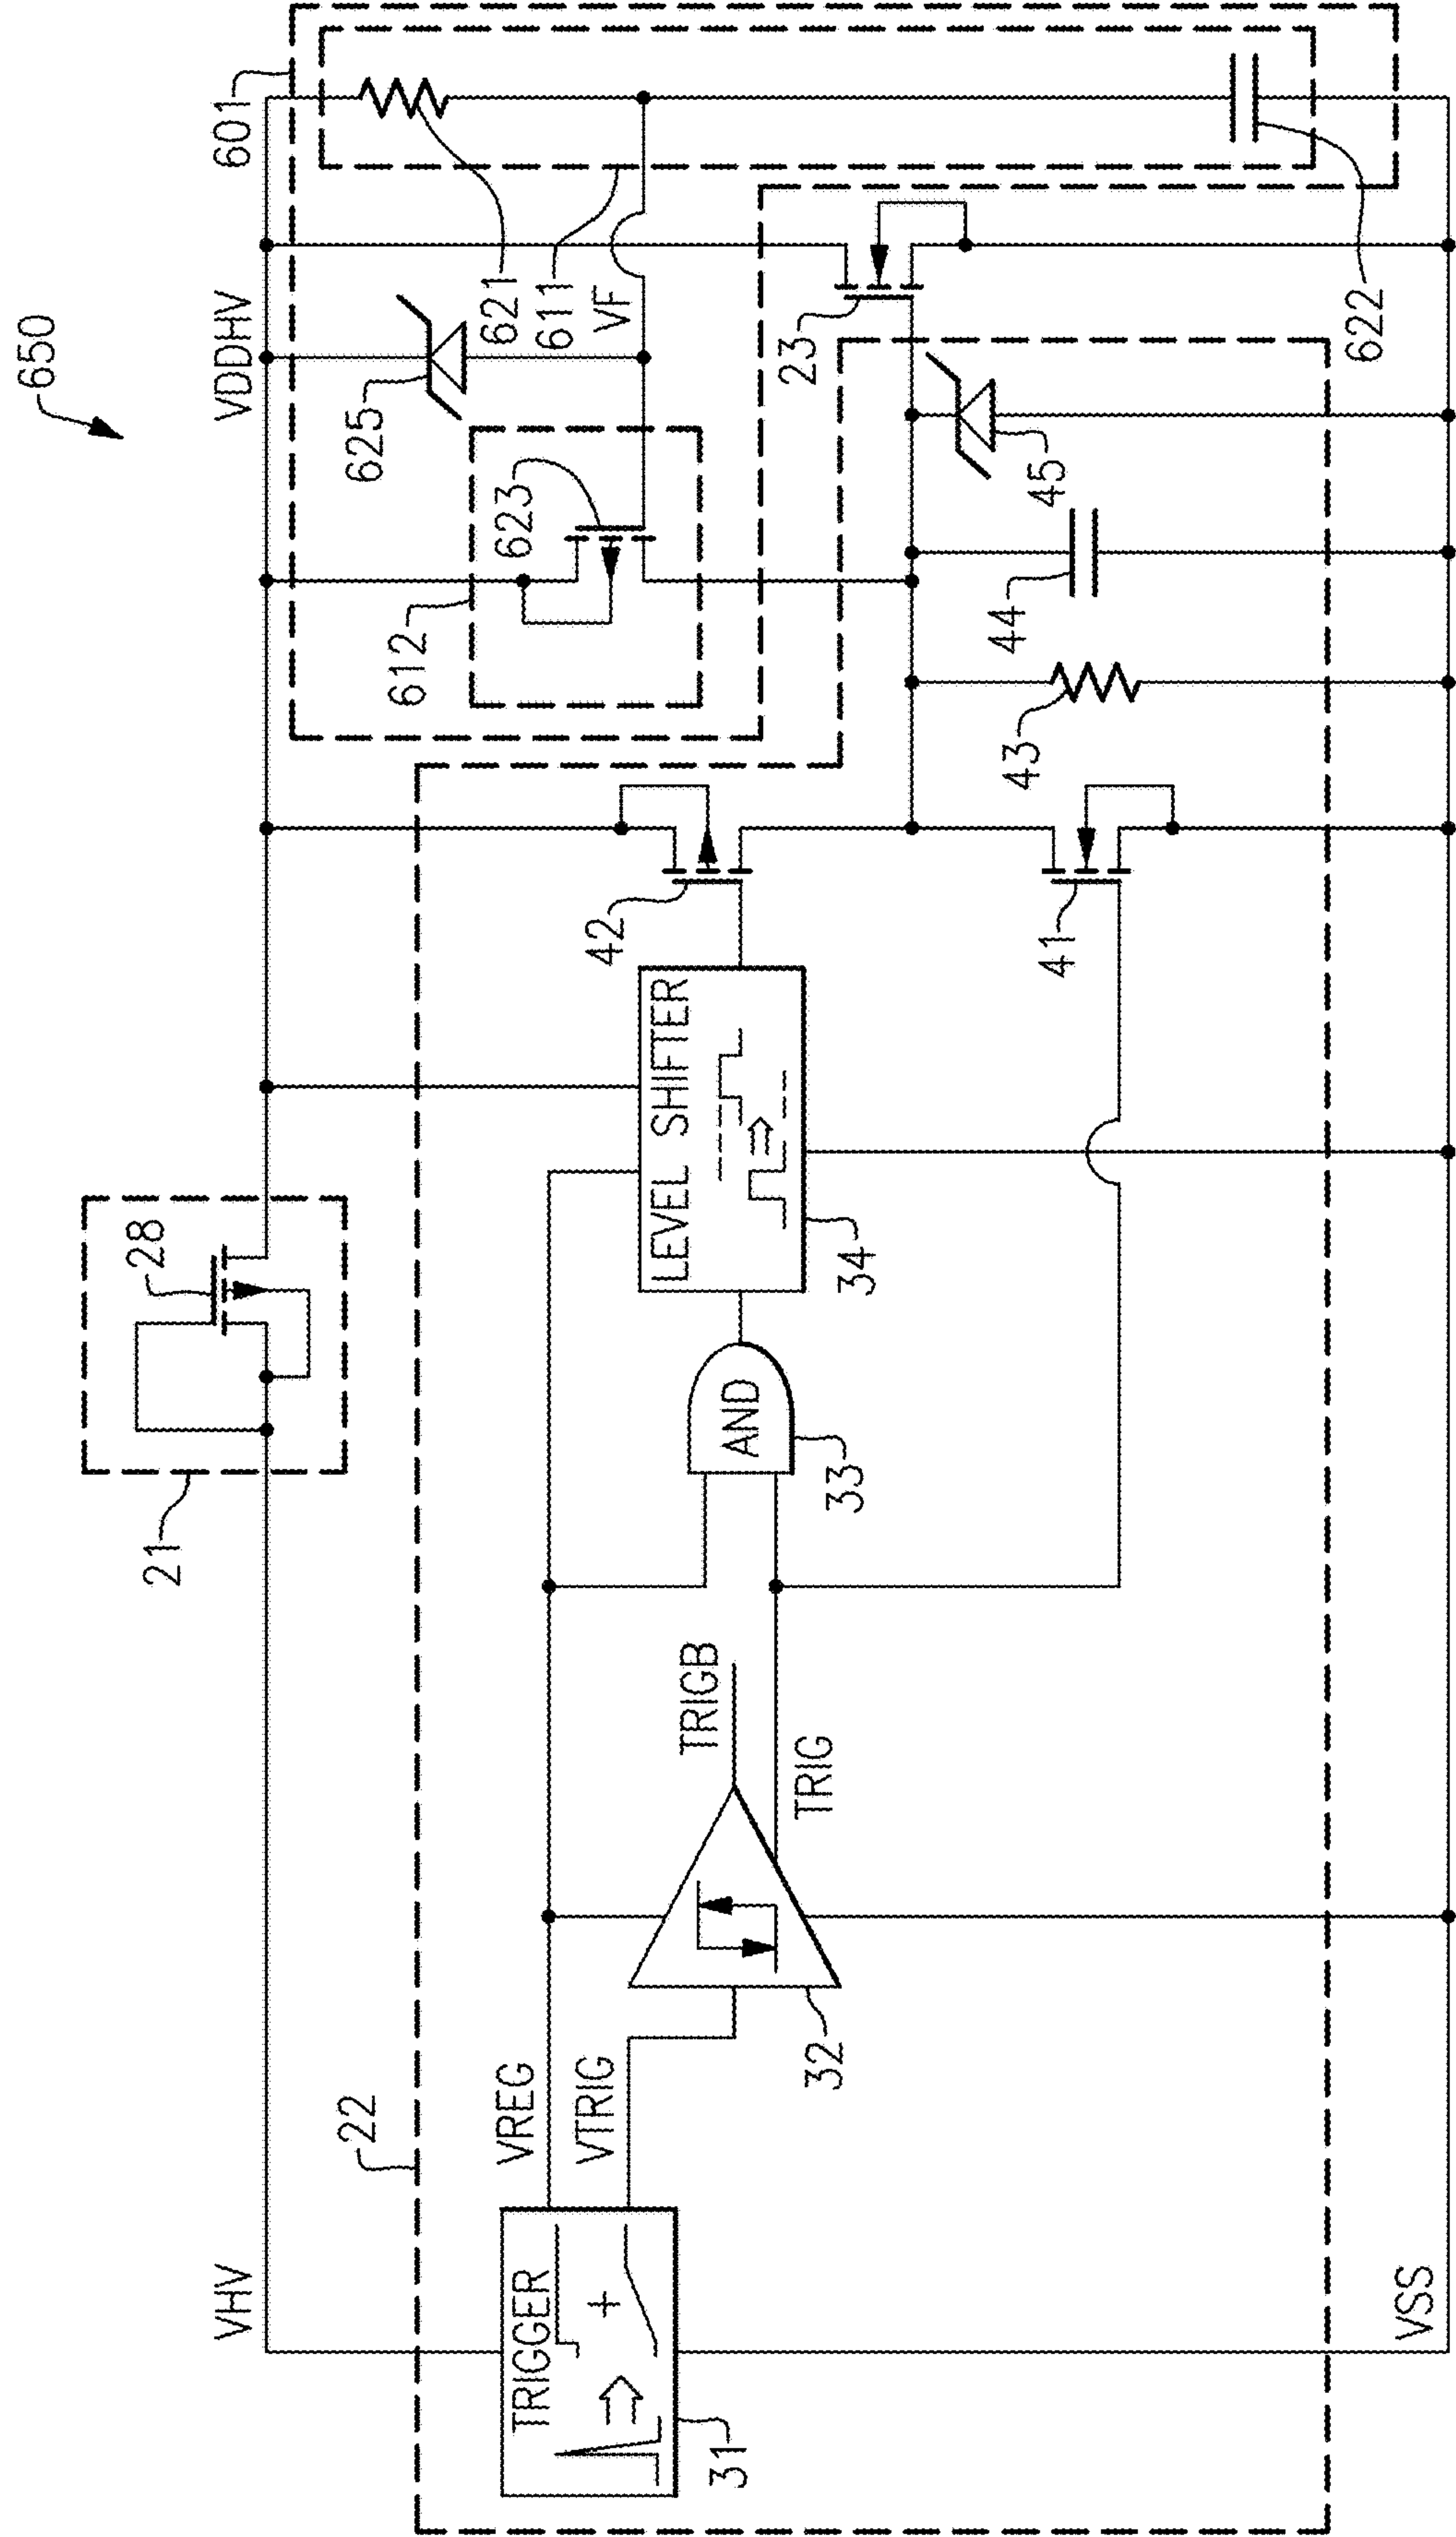 650
VHV
21
28
VDDHV
601
22
612
623
625
621
611
VF
TRIGGER
31
VREG
VTRIG
32
TRIGB
TRIG
AND
33
LEVEL SHIFTER
34
42
41
43
44
45
23
622
VSS